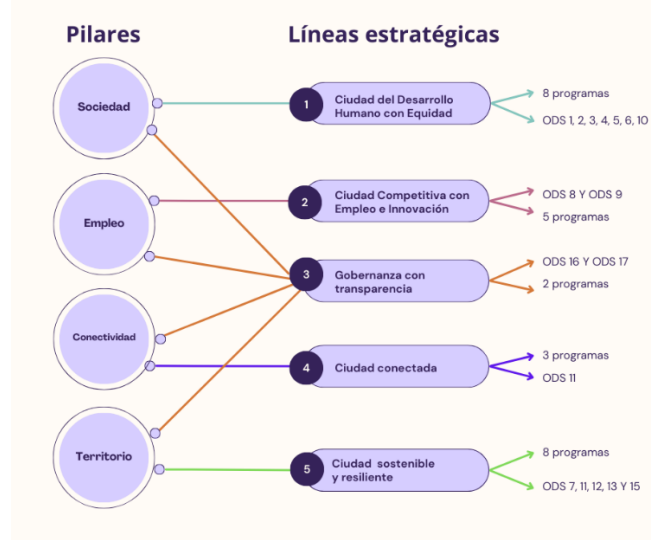 Pilares
Líneas estratégicas
Sociedad
1
Ciudad del Desarrollo
Humano con Equidad
8 programas
ODS 1, 2, 3, 4, 5, 6, 10
Empleo
2
Ciudad Competitiva con
Empleo e Innovación
ODS 8 Y ODS 9
5 programas
3
Gobernanza con
transparencia
ODS 16 Y ODS 17
2 programas
Conectividad
4
Ciudad conectada
3 programas
ODS 11
Territorio
5
Ciudad sostenible
y resiliente
8 programas
ODS 7, 11, 12, 13 Y 15